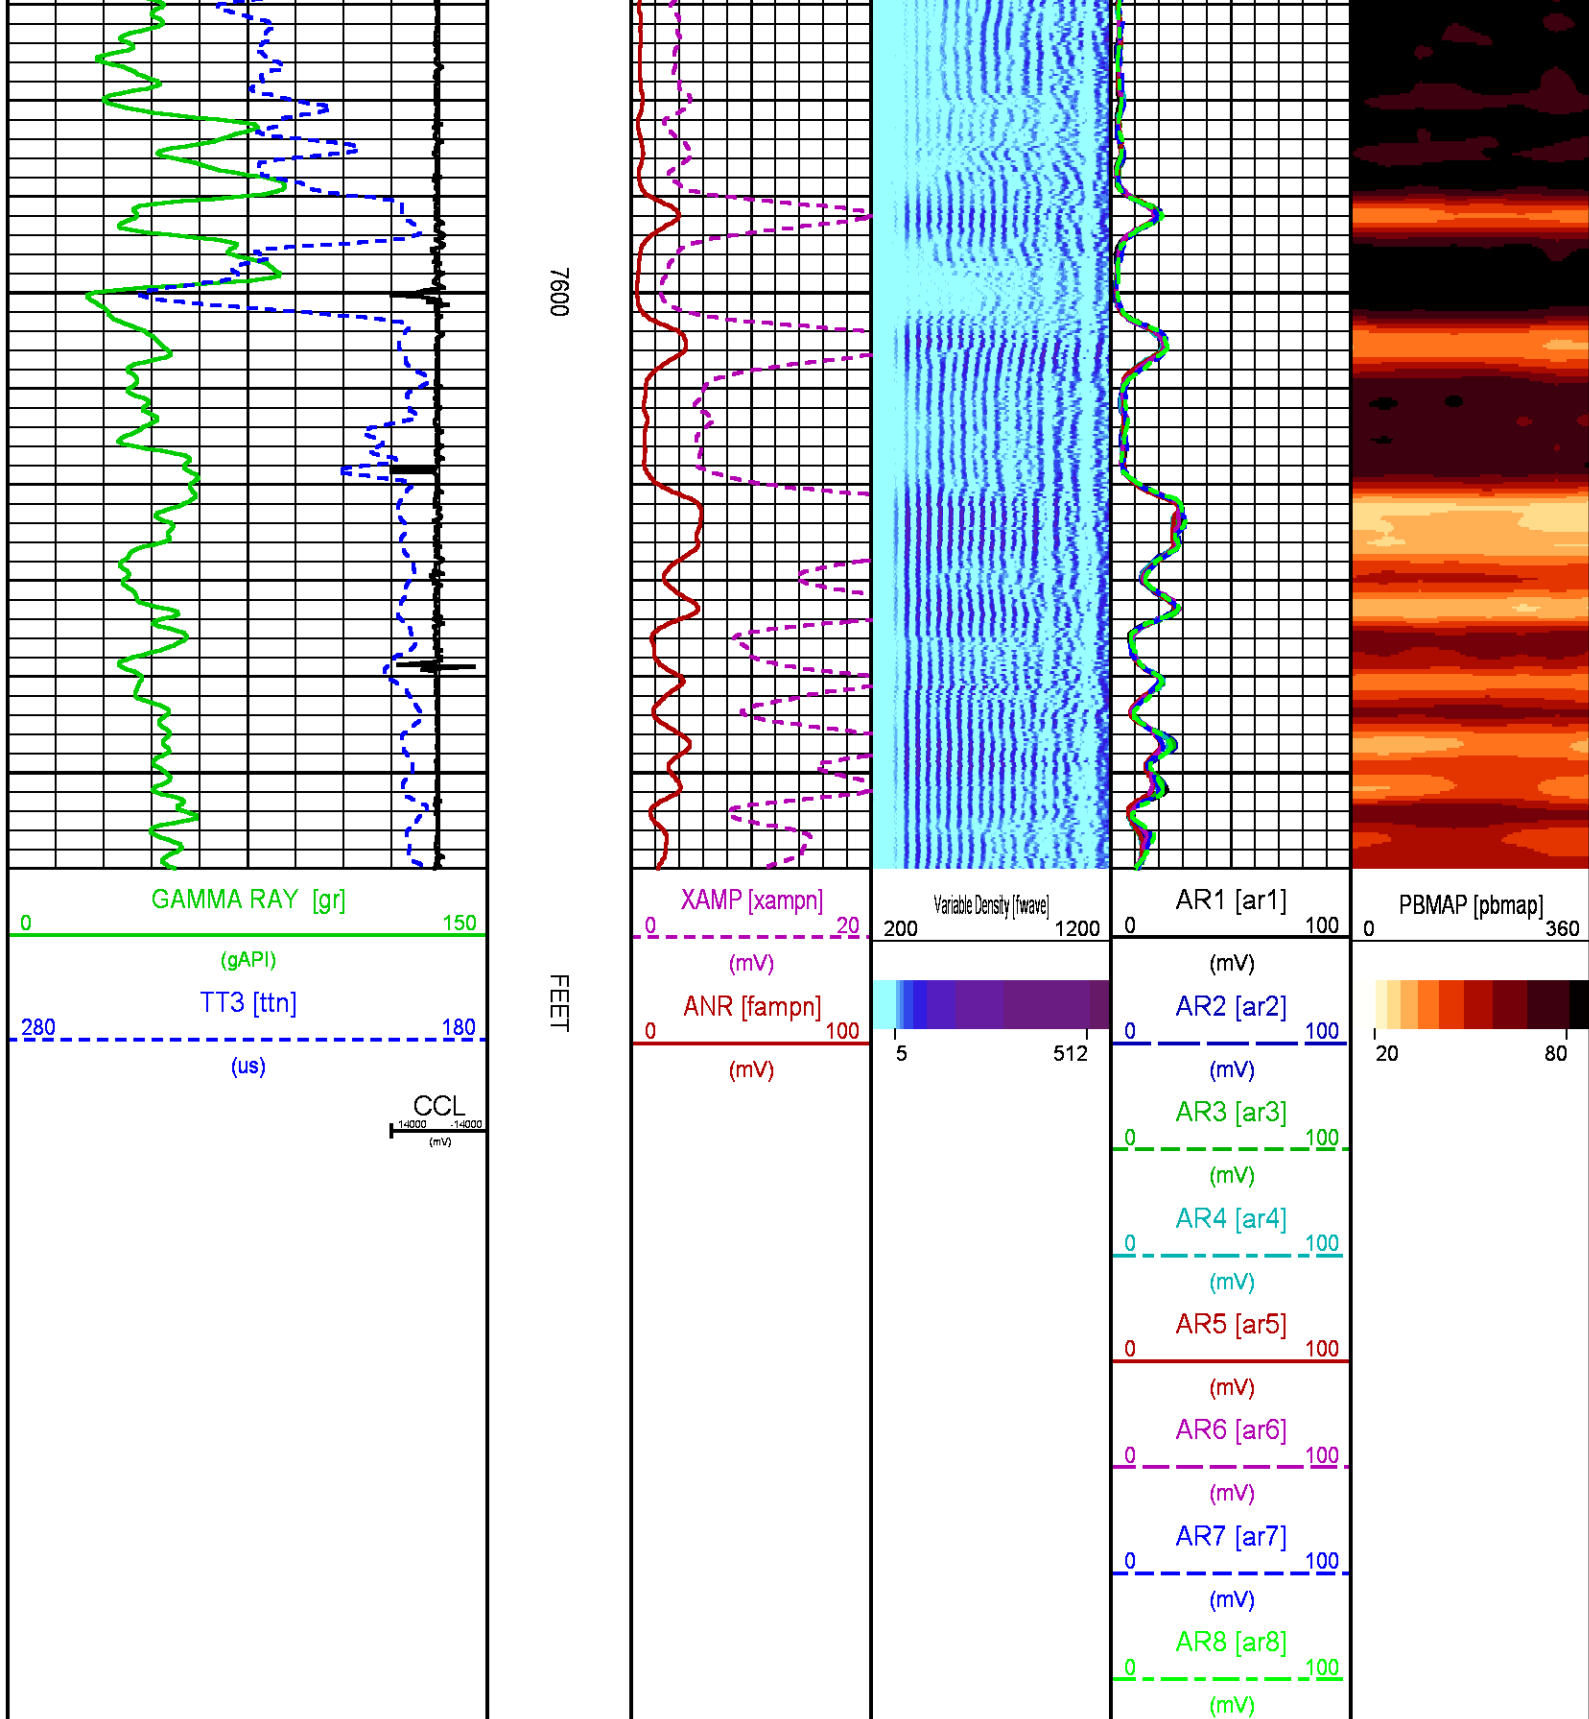 7600
FEET
GAMMA RAY [gr]
0 150
(gAPI)
TT3 [ttn]
280 180
(us)
CCL
14000 -14000
(mV)
XAMP [xampn]
0 20
(mV)
ANR [fampn]
0 100
(mV)
Variable Density [fwave]
200 1200
5 512
AR1 [ar1]
0 100
(mV)
AR2 [ar2]
0 100
(mV)
AR3 [ar3]
0 100
(mV)
AR4 [ar4]
0 100
(mV)
AR5 [ar5]
0 100
(mV)
AR6 [ar6]
0 100
(mV)
AR7 [ar7]
0 100
(mV)
AR8 [ar8]
0 100
(mV)
PBMAP [pbmap]
0 360
20 80